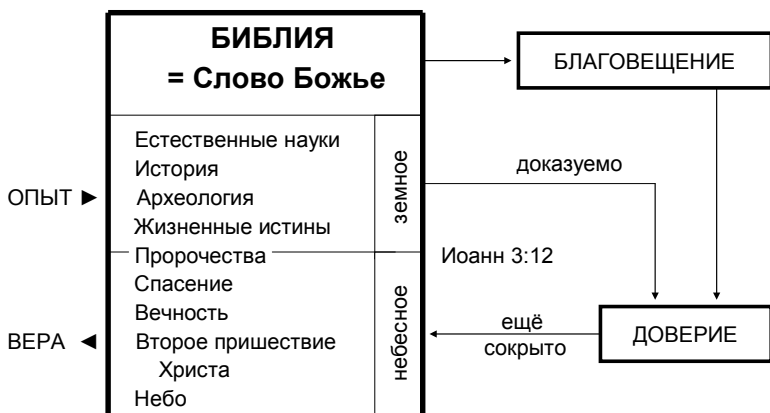 БИБЛИЯ
= Слово Божье
БЛАГОВЕЩЕНИЕ
Естественные науки
История
ОПЫТ ►
Археология
Жизненные истины
земное
доказуемо
Пророчества
Иоанн 3:12
Спасение
Вечность
ВЕРА ◄
Второе пришествие
Христа
Небо
небесное
ещё
сокрыто
ДОВЕРИЕ